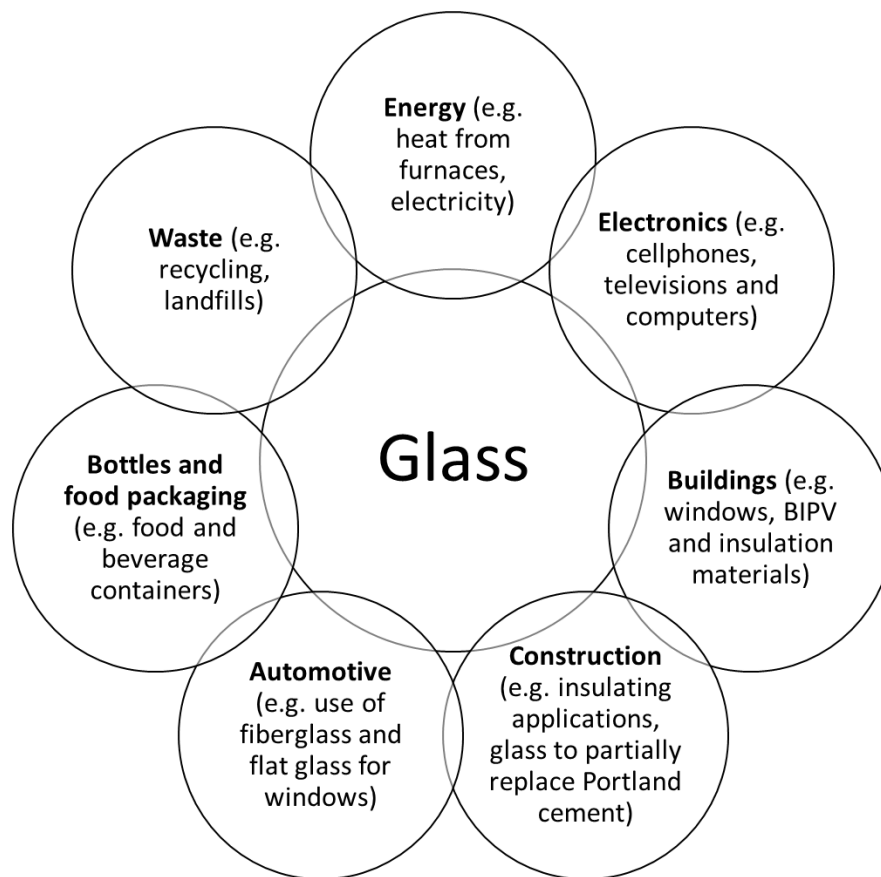 Energy (e.g.
heat from
furnaces,
electricity)
Electronics (e.g.
cellphones,
televisions and
computers)
Buildings (e.g.
windows, BIPV
and insulation
materials)
Construction
(e.g. insulating
applications,
glass to partially
replace Portland
cement)
Automotive
(e.g. use of
fiberglass and
flat glass for
windows)
Bottles and
food packaging
(e.g. food and
beverage
containers)
Waste (e.g.
recycling,
landfills)
Glass